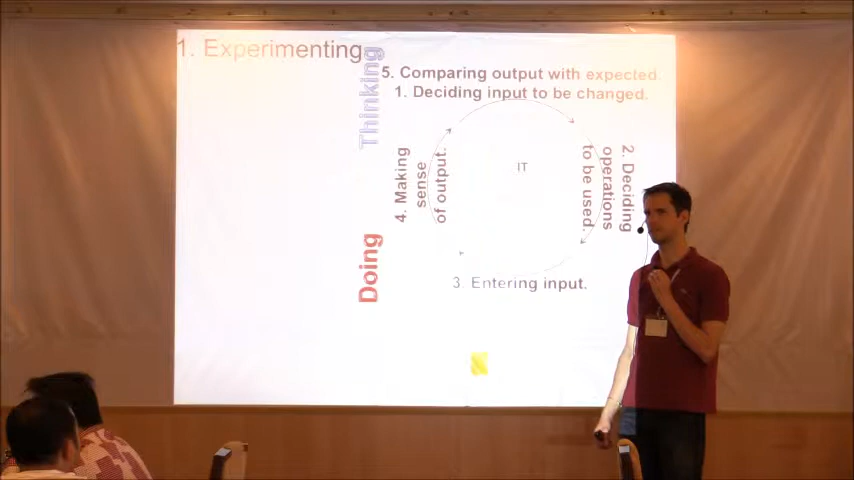 1. Experimenting
Thinking
5. Comparing output with expected.
1. Deciding input to be changed.
2. Deciding
operations
to be used.
IT
4. Making
sense
of output.
Doing
3. Entering input.